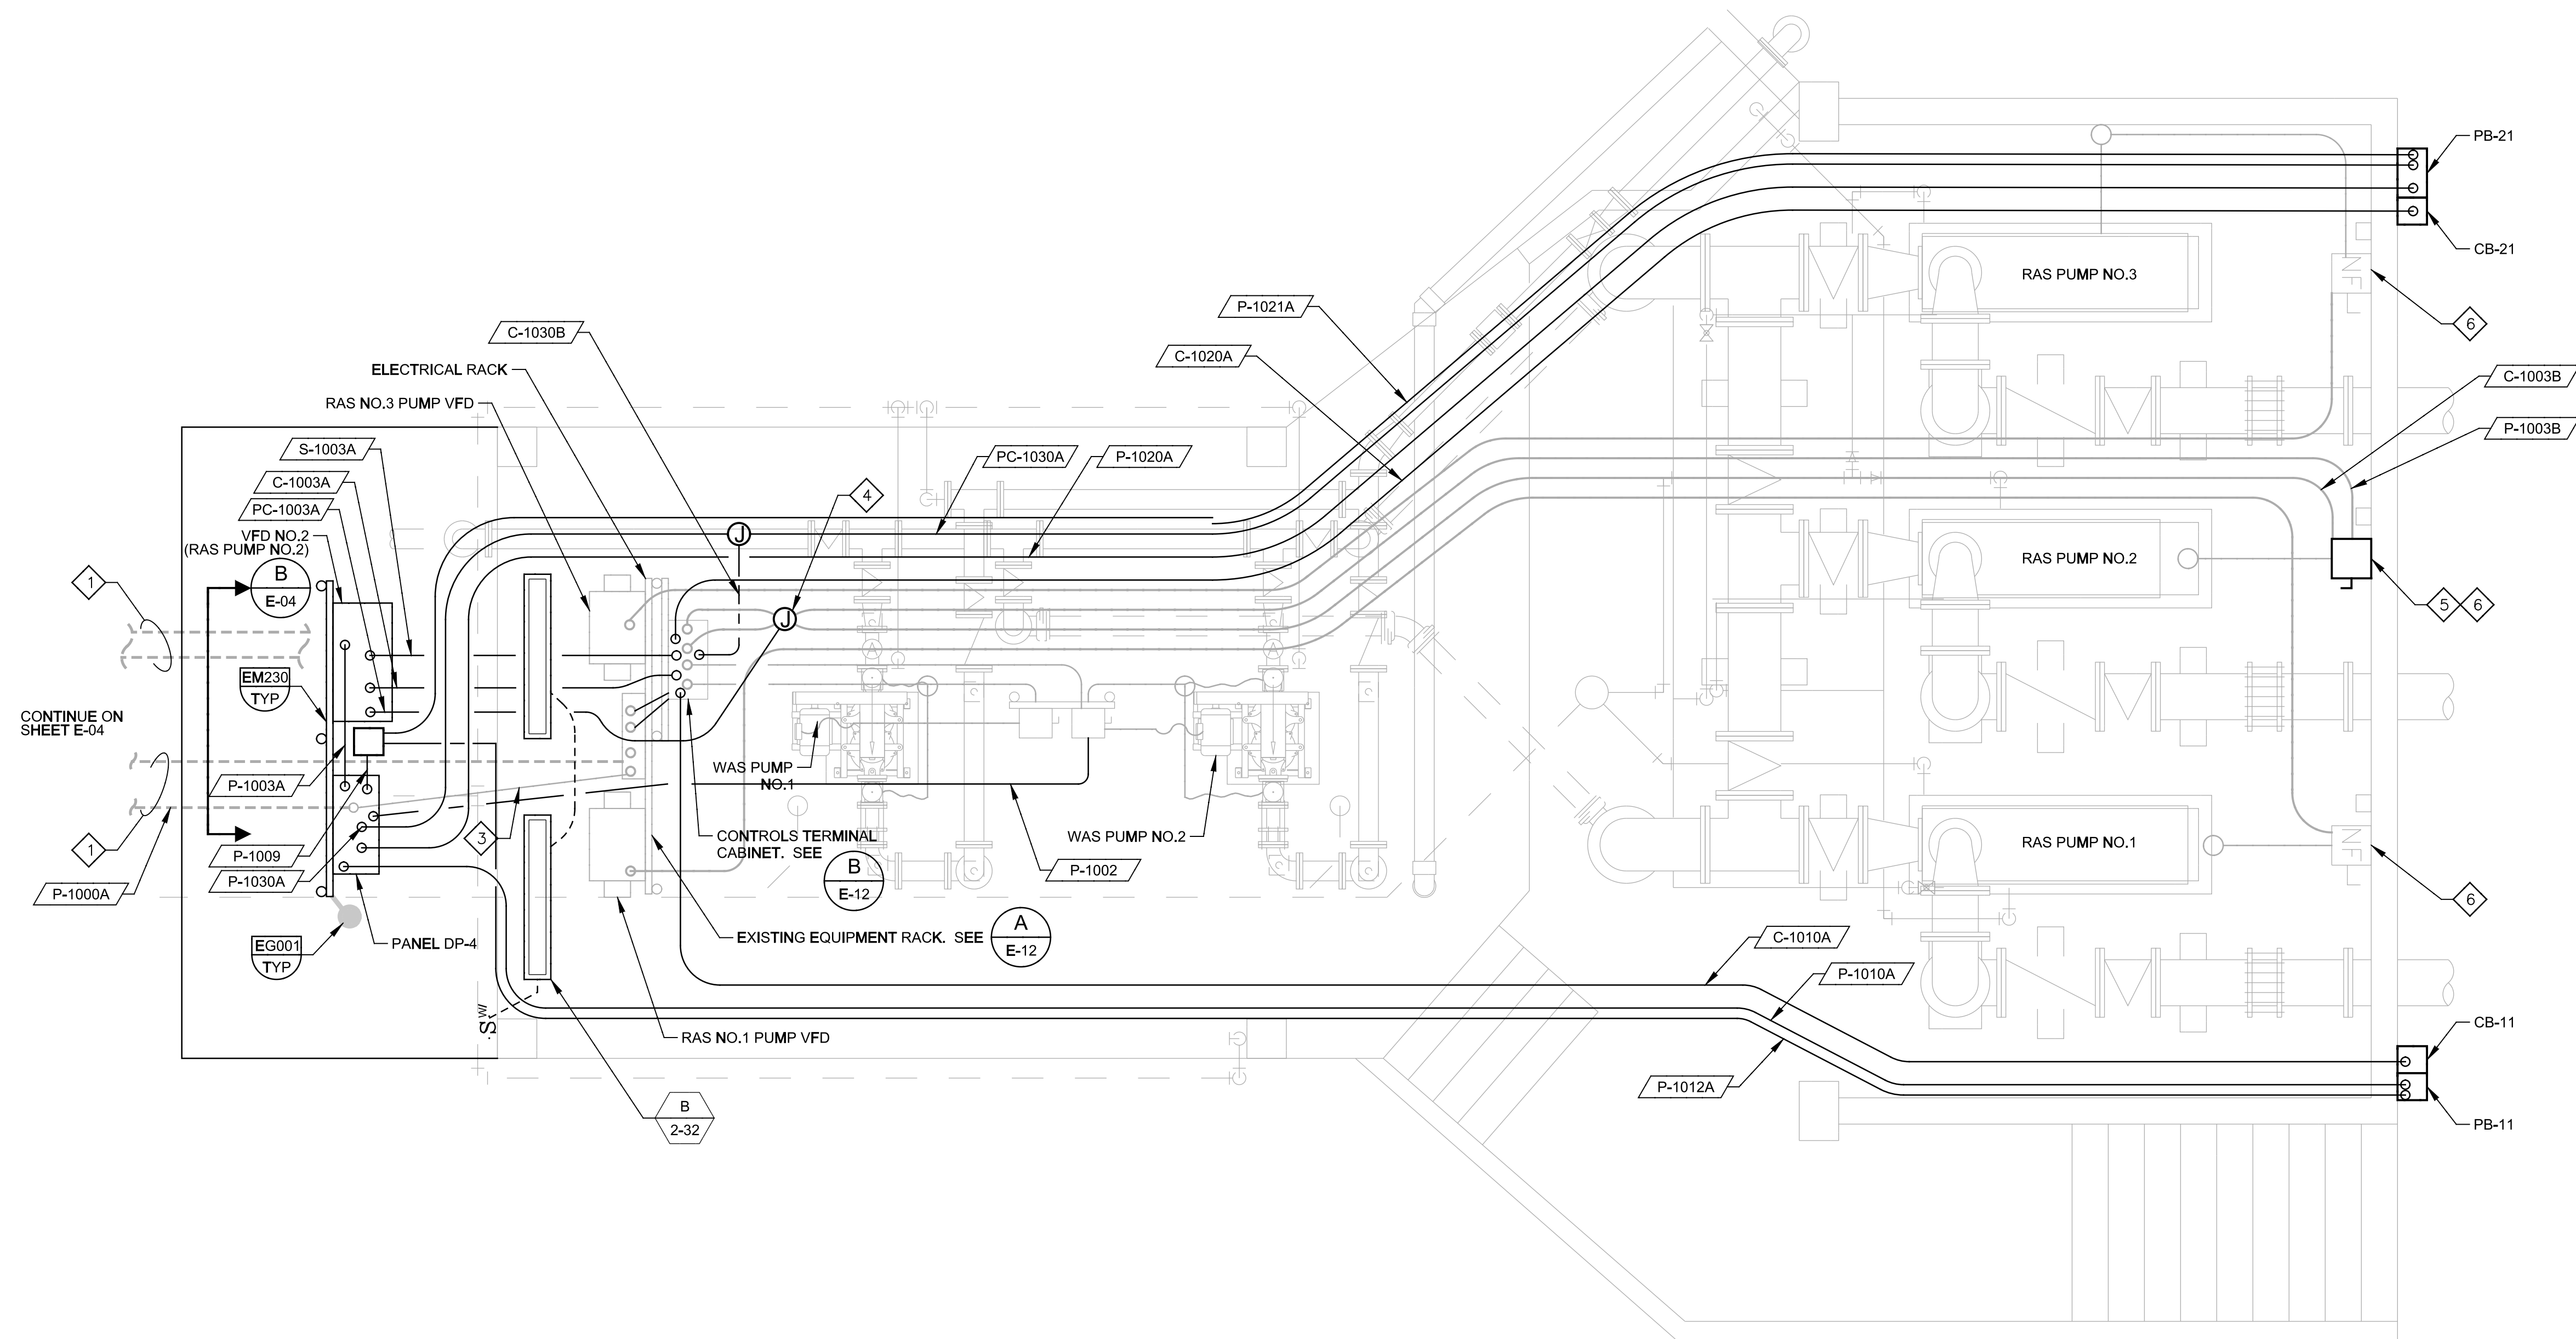 PB-21
CB-21
RAS PUMP NO.3
6
P-1021A
C-1030B
C-1020A
ELECTRICAL RACK
C-1003B
RAS NO.3 PUMP VFD
P-1003B
S-1003A
PC-1030A
P-1020A
C-1003A
4
PC-1003A
VFD NO.2
(RAS PUMP NO.2)
J
B
E-04
1
RAS PUMP NO.2
5
6
J
NF
A
A
EM230
TYP
CONTINUE ON
SHEET E-04
WAS PUMP
NO.1
P-1003A
3
CONTROLS TERMINAL
CABINET. SEE
B
E-12
WAS PUMP NO.2
RAS PUMP NO.1
NF
1
P-1009
P-1002
P-1030A
P-1000A
6
EG001
TYP
PANEL DP-4
EXISTING EQUIPMENT RACK. SEE
A
E-12
C-1010A
P-1010A
S
WP
RAS NO.1 PUMP VFD
CB-11
P-1012A
B
2-32
PB-11